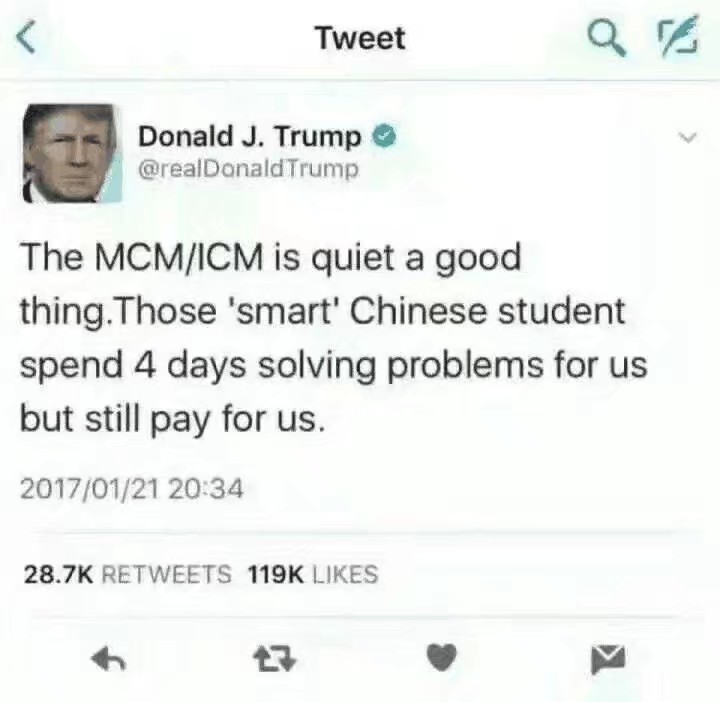 Tweet
Donald J. Trump
@realDonaldTrump
The MCM/ICM is quiet a good
thing.Those 'smart' Chinese student
spend 4 days solving problems for us
but still pay for us.
2017/01/21 20:34
28.7K RETWEETS 119K LIKES